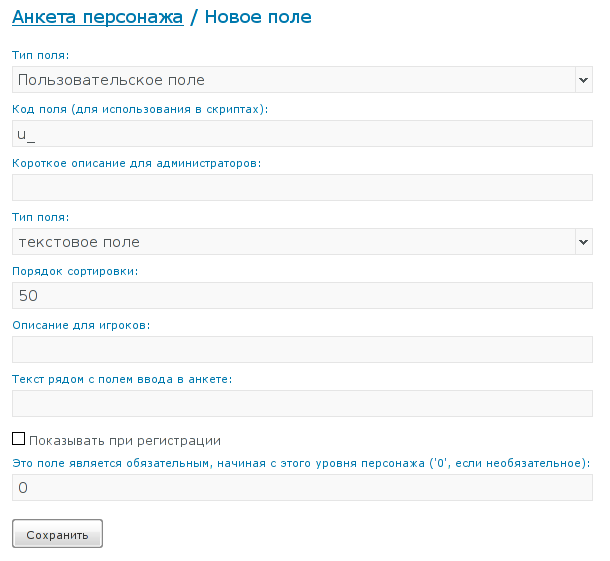 Анкета персонажа / Новое поле
Тип поля:
Пользовательское поле
Код поля (для использования в скриптах):
u_
Короткое описание для администраторов:
Тип поля:
текстовое поле
Порядок сортировки:
50
Описание для игроков:
Текст рядом с полем ввода в анкете:
Показывать при регистрации
Это поле является обязательным, начиная с этого уровня персонажа ('0', если необязательное):
0
Сохранить